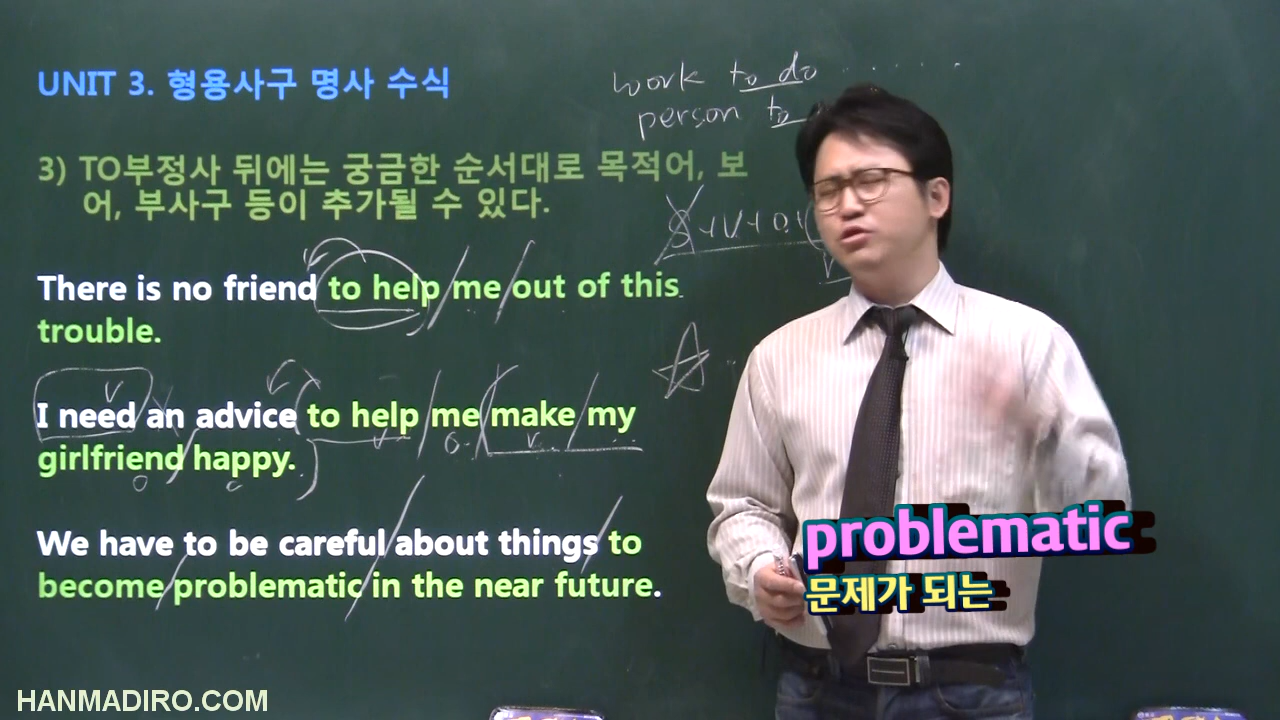 UNIT 3. 형용사구 명사 수식
work to do . . . . . .
person to
3) TO부정사 뒤에는 궁금한 순서대로 목적어, 보
어, 부사구 등이 추가될 수 있다.
S+V+O+(
V
There is no friend to help me out of this
trouble.
I need an advice to help me make my
girlfriend happy.
We have to be careful about things to
become problematic in the near future.
problematic
문제가 되는
HANMADIRO.COM